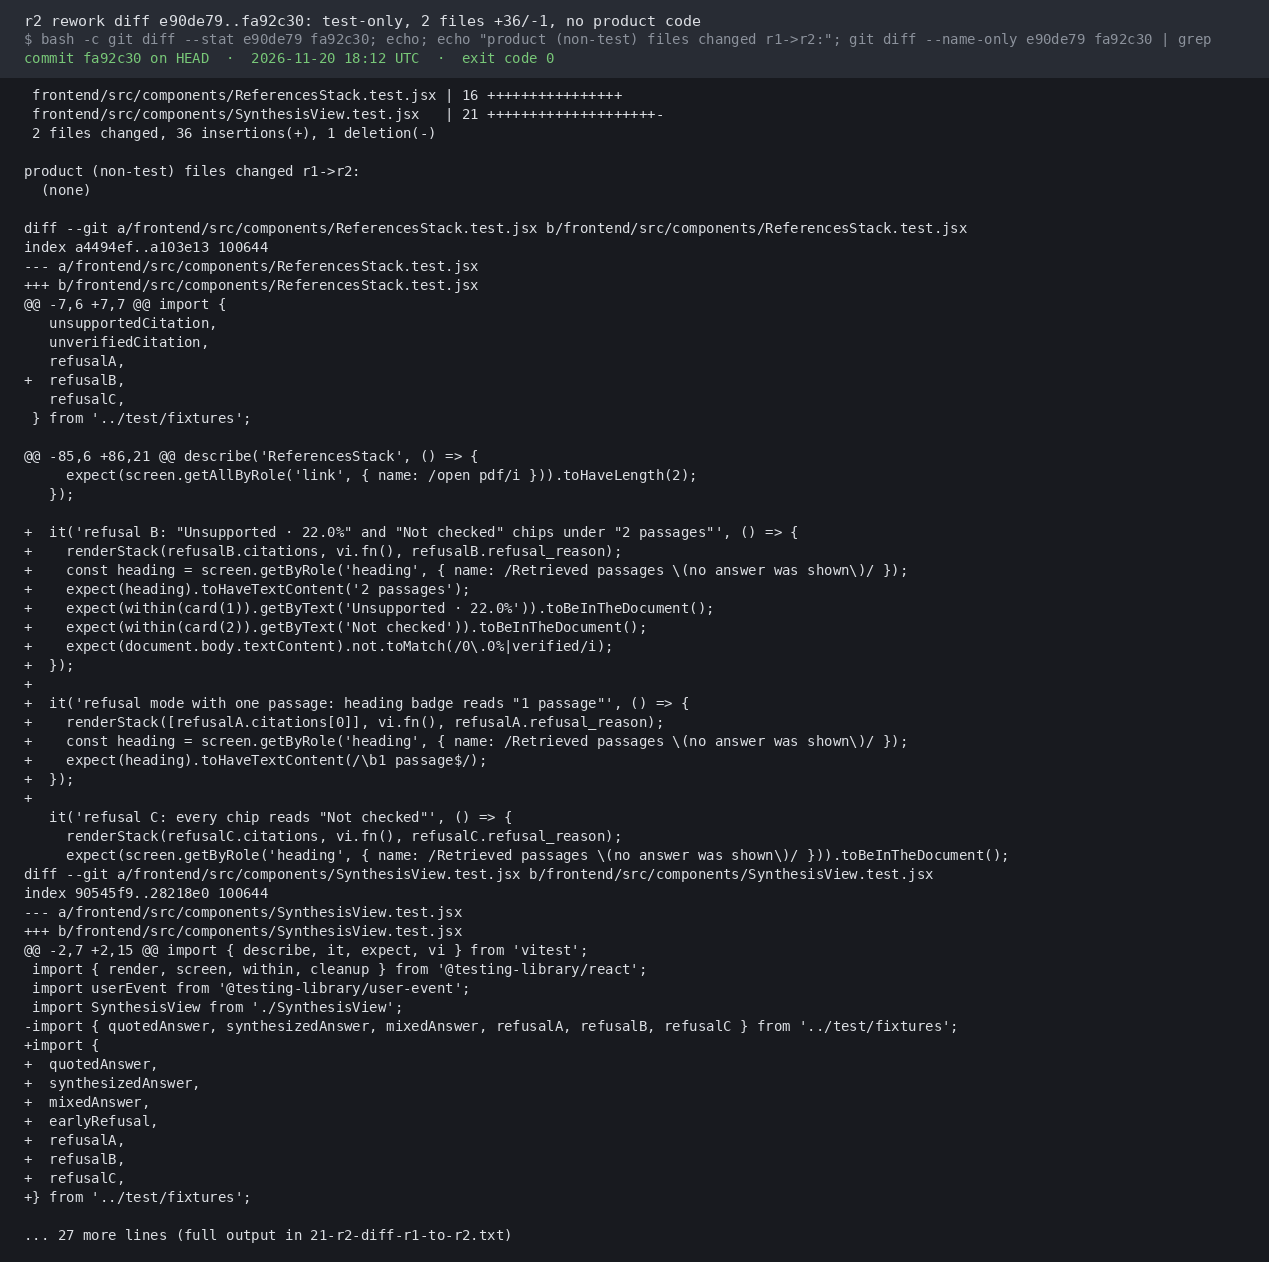 r2 rework diff e90de79..fa92c30: test-only, 2 files +36/-1, no product code
$ bash -c git diff --stat e90de79 fa92c30; echo; echo "product (non-test) files changed r1->r2:"; git diff --name-only e90de79 fa92c30 | grep
commit fa92c30 on HEAD  ·  2026-11-20 18:12 UTC  ·  exit code 0
 frontend/src/components/ReferencesStack.test.jsx | 16 ++++++++++++++++
 frontend/src/components/SynthesisView.test.jsx   | 21 ++++++++++++++++++++-
 2 files changed, 36 insertions(+), 1 deletion(-)

product (non-test) files changed r1->r2:
  (none)

diff --git a/frontend/src/components/ReferencesStack.test.jsx b/frontend/src/components/ReferencesStack.test.jsx
index a4494ef..a103e13 100644
--- a/frontend/src/components/ReferencesStack.test.jsx
+++ b/frontend/src/components/ReferencesStack.test.jsx
@@ -7,6 +7,7 @@ import {
   unsupportedCitation,
   unverifiedCitation,
   refusalA,
+  refusalB,
   refusalC,
 } from '../test/fixtures';

@@ -85,6 +86,21 @@ describe('ReferencesStack', () => {
     expect(screen.getAllByRole('link', { name: /open pdf/i })).toHaveLength(2);
   });

+  it('refusal B: "Unsupported · 22.0%" and "Not checked" chips under "2 passages"', () => {
+    renderStack(refusalB.citations, vi.fn(), refusalB.refusal_reason);
+    const heading = screen.getByRole('heading', { name: /Retrieved passages \(no answer was shown\)/ });
+    expect(heading).toHaveTextContent('2 passages');
+    expect(within(card(1)).getByText('Unsupported · 22.0%')).toBeInTheDocument();
+    expect(within(card(2)).getByText('Not checked')).toBeInTheDocument();
+    expect(document.body.textContent).not.toMatch(/0\.0%|verified/i);
+  });
+
+  it('refusal mode with one passage: heading badge reads "1 passage"', () => {
+    renderStack([refusalA.citations[0]], vi.fn(), refusalA.refusal_reason);
+    const heading = screen.getByRole('heading', { name: /Retrieved passages \(no answer was shown\)/ });
+    expect(heading).toHaveTextContent(/\b1 passage$/);
+  });
+
   it('refusal C: every chip reads "Not checked"', () => {
     renderStack(refusalC.citations, vi.fn(), refusalC.refusal_reason);
     expect(screen.getByRole('heading', { name: /Retrieved passages \(no answer was shown\)/ })).toBeInTheDocument();
diff --git a/frontend/src/components/SynthesisView.test.jsx b/frontend/src/components/SynthesisView.test.jsx
index 90545f9..28218e0 100644
--- a/frontend/src/components/SynthesisView.test.jsx
+++ b/frontend/src/components/SynthesisView.test.jsx
@@ -2,7 +2,15 @@ import { describe, it, expect, vi } from 'vitest';
 import { render, screen, within, cleanup } from '@testing-library/react';
 import userEvent from '@testing-library/user-event';
 import SynthesisView from './SynthesisView';
-import { quotedAnswer, synthesizedAnswer, mixedAnswer, refusalA, refusalB, refusalC } from '../test/fixtures';
+import {
+  quotedAnswer,
+  synthesizedAnswer,
+  mixedAnswer,
+  earlyRefusal,
+  refusalA,
+  refusalB,
+  refusalC,
+} from '../test/fixtures';

... 27 more lines (full output in 21-r2-diff-r1-to-r2.txt)